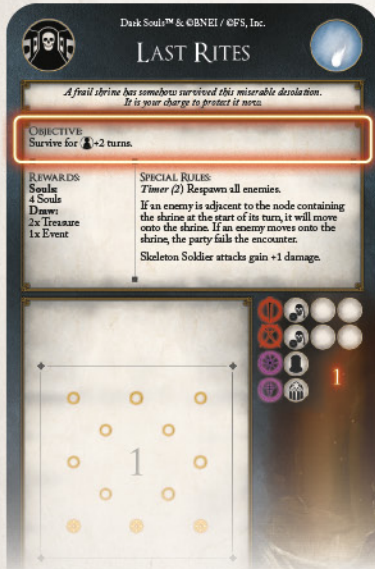 Dark Souls™ & ©BNEI / ©FS, Inc.
LAST RITES
A frail shrine has somehow survived this miserable desolation.
It is your charge to protect it now.
OBJECTIVE:
Survive for +2 turns.
REWARDS:
Souls:
4 Souls
Draw:
2x Treasure
1x Event
SPECIAL RULES:
Timer (2) Respawn all enemies.
If an enemy is adjacent to the node containing
the shrine at the start of its turn, it will move
onto the shrine. If an enemy moves onto the
shrine, the party fails the encounter.
Skeleton Soldier attacks gain +1 damage.
1
1